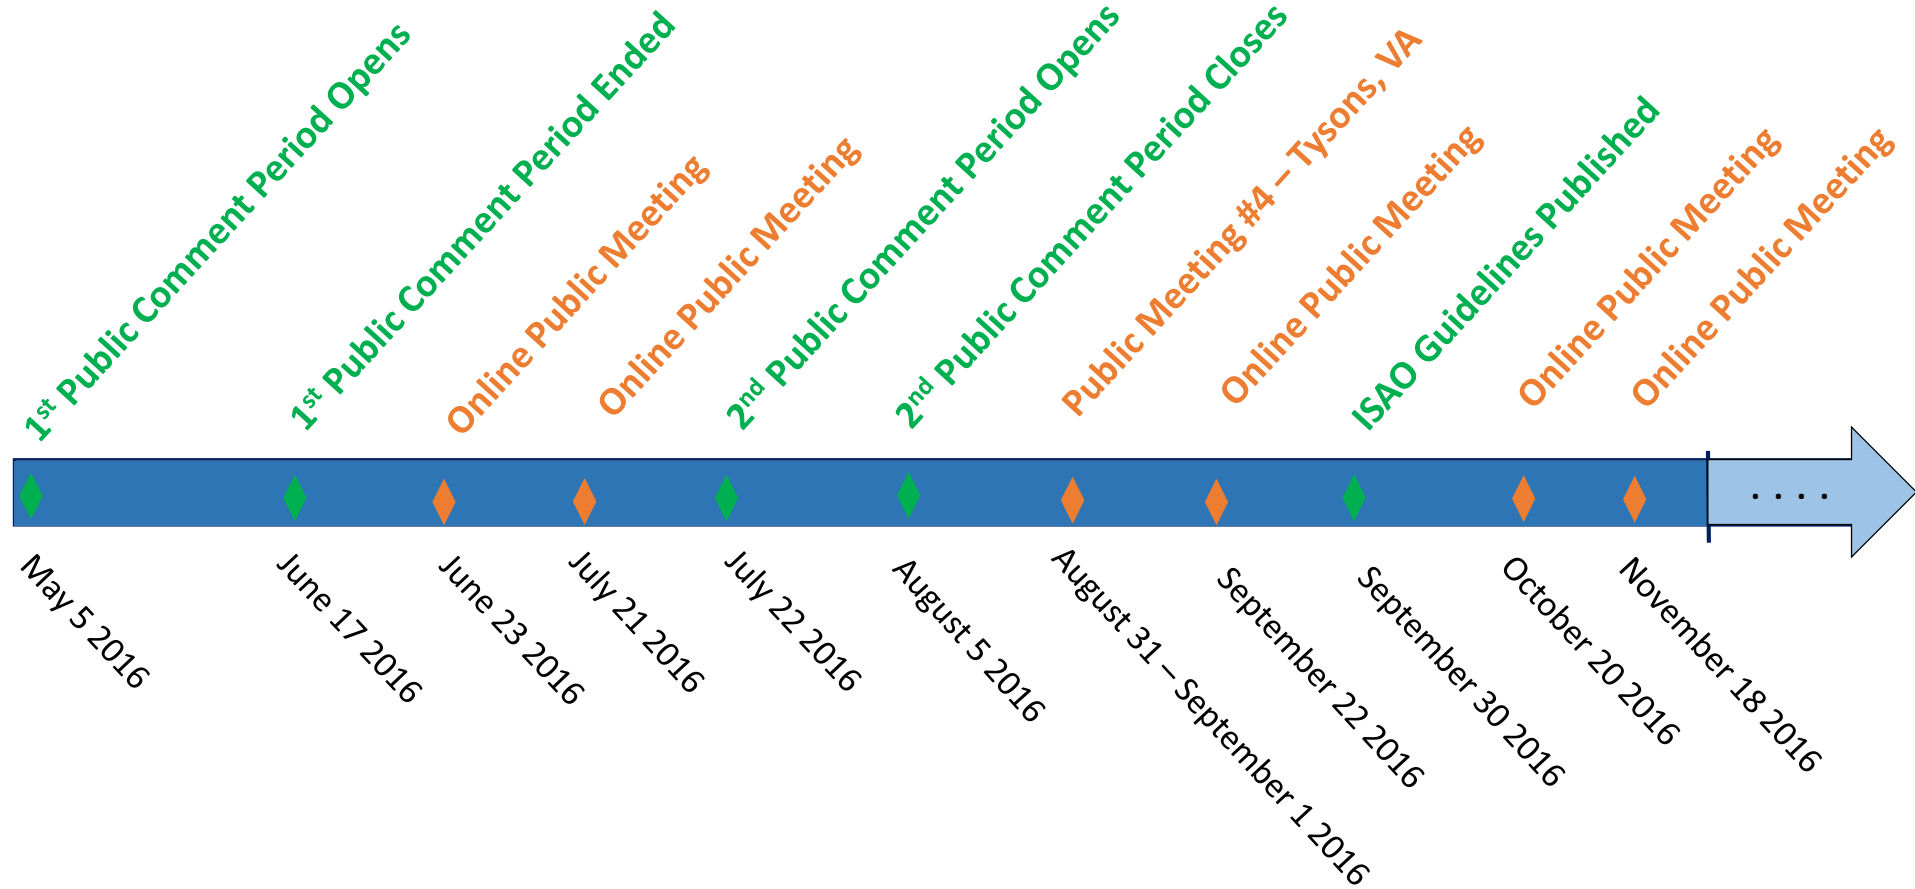 1st Public Comment Period Opens
1st Public Comment Period Ended
Online Public Meeting
Online Public Meeting
2nd Public Comment Period Opens
2nd Public Comment Period Closes
Public Meeting #4 – Tysons, VA
Online Public Meeting
ISAO Guidelines Published
Online Public Meeting
Online Public Meeting
. . . .
May 5 2016
June 17 2016
June 23 2016
July 21 2016
July 22 2016
August 5 2016
August 31 – September 1 2016
September 22 2016
September 30 2016
October 20 2016
November 18 2016